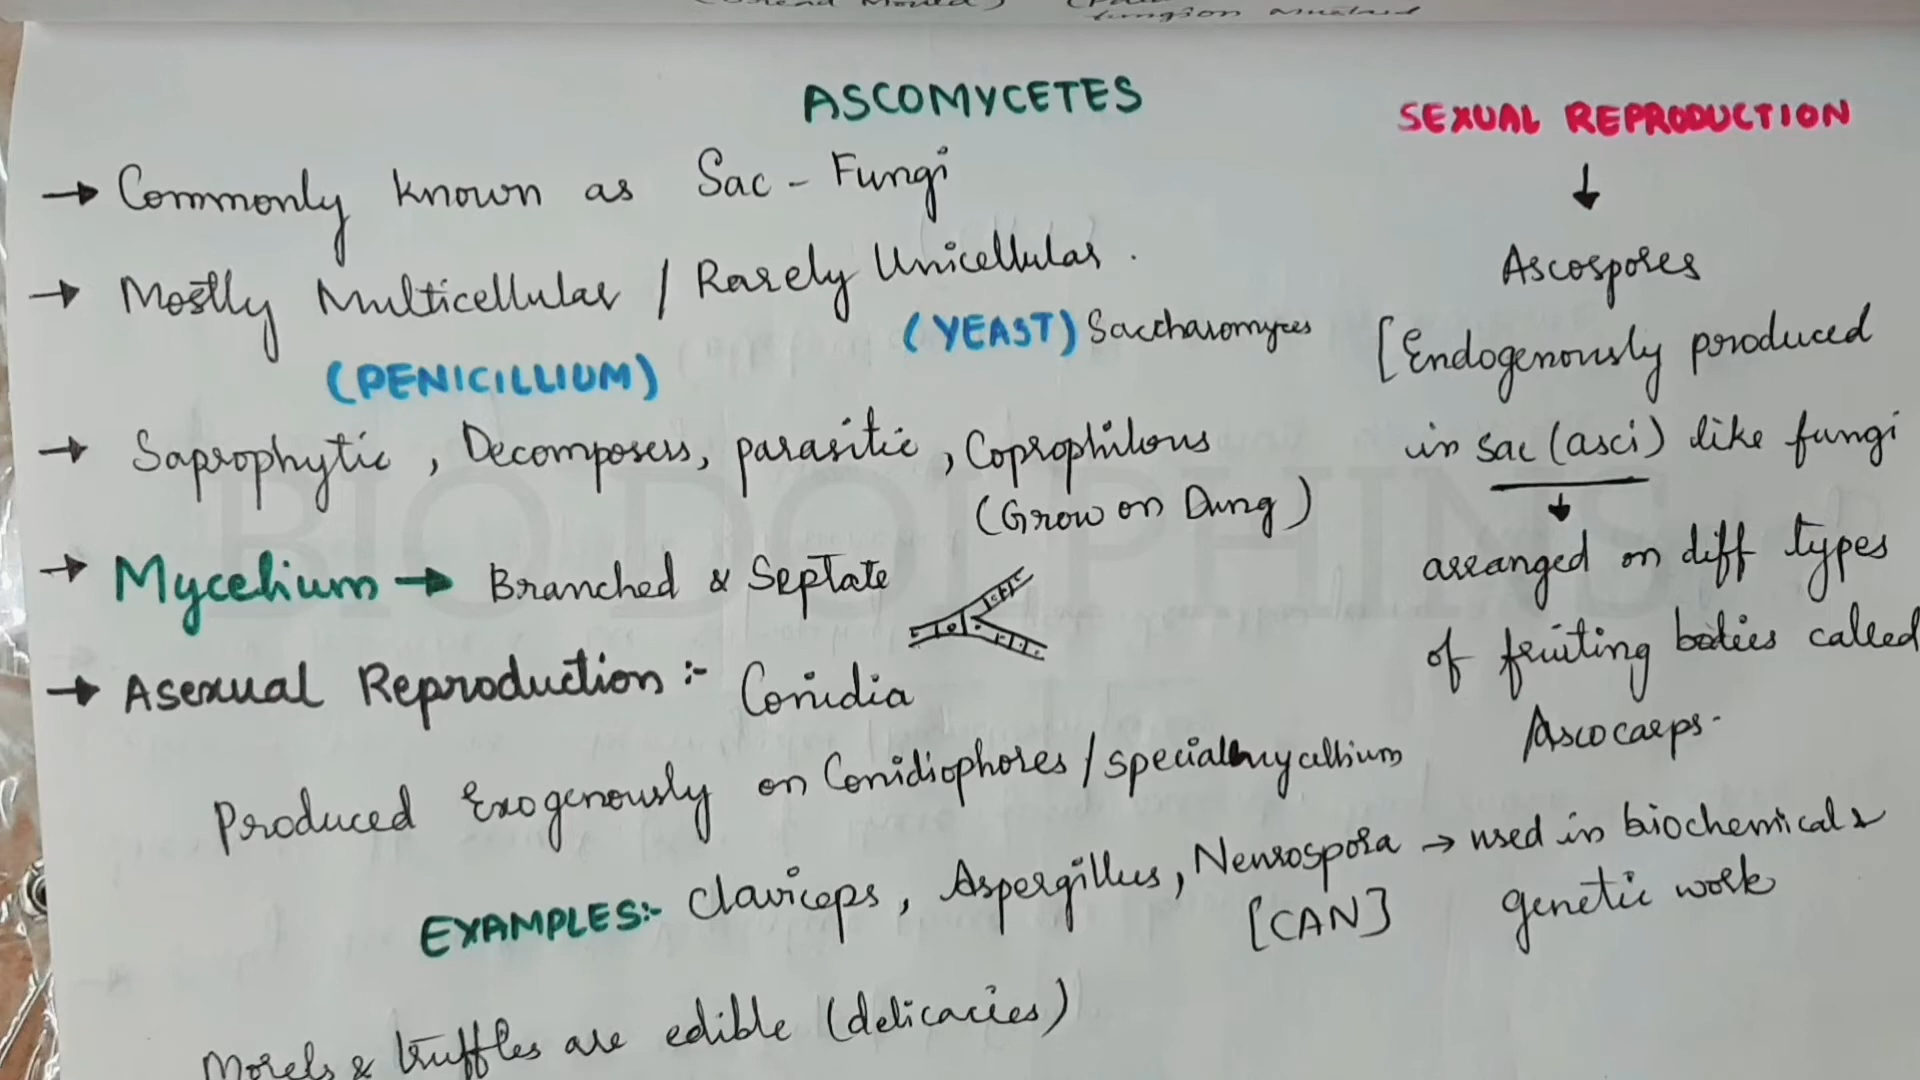 ASCOMYCETES
→ Commonly known as Sac - Fungi
→ Mostly Multicellular / Rarely Unicellular .
(YEAST) Saccharomyces
(PENICILLIUM)
→ Saprophytic , Decomposers, parasitic , Coprophilous
(Grow on Dung )
→ Mycelium → Branched & Septate
→ Asexual Reproduction :- Conidia
Produced Exogenously on Conidiophores / special mycellium
EXAMPLES:- Claviceps , Aspergillus , Neurospora → used in biochemical &
[CAN] genetic work
Morels & truffles are edible (delicacies)
SEXUAL REPRODUCTION
↓
Ascospores
[Endogenously produced
in sac (asci) like fungi
↓
arranged on diff types
of fruiting bodies called
Ascocarps.
BIO DOLPHINS